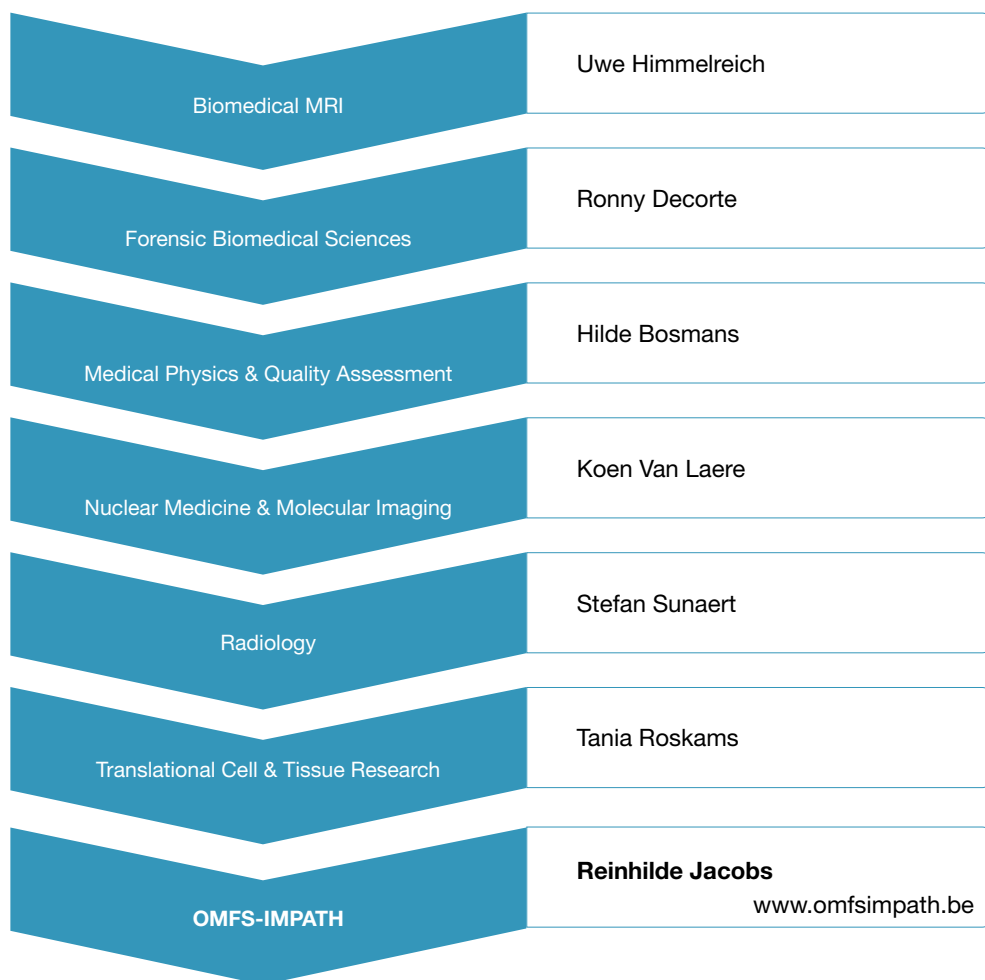 Biomedical MRI
Uwe Himmelreich
Forensic Biomedical Sciences
Ronny Decorte
Medical Physics & Quality Assessment
Hilde Bosmans
Nuclear Medicine & Molecular Imaging
Koen Van Laere
Radiology
Stefan Sunaert
Translational Cell & Tissue Research
Tania Roskams
OMFS-IMPATH
Reinhilde Jacobs
www.omfsimpath.be